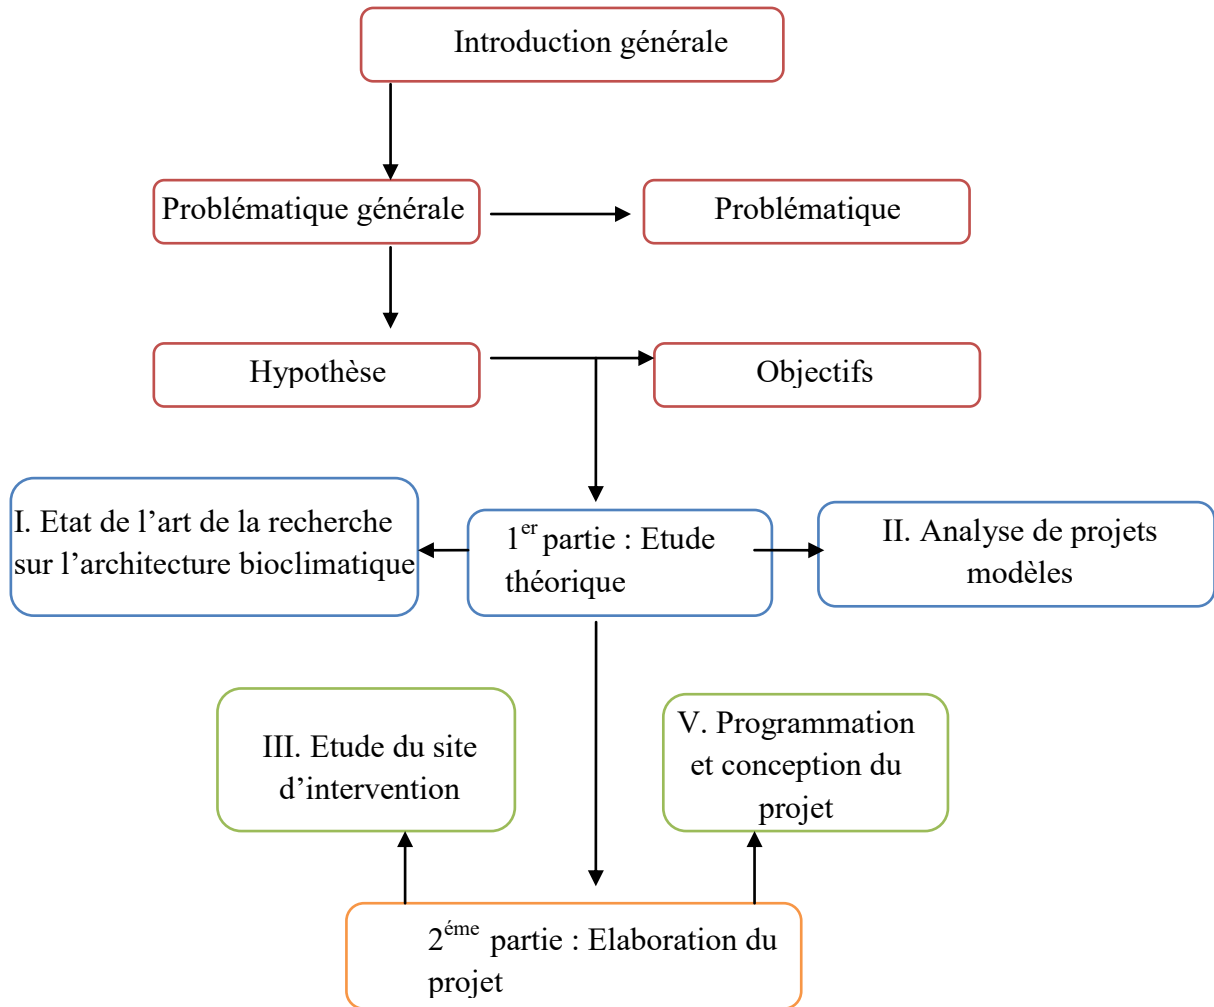 Introduction générale
Problématique générale
Problématique
Hypothèse
Objectifs
I. Etat de l’art de la recherche
sur l’architecture bioclimatique
1er partie : Etude
théorique
II. Analyse de projets
modèles
III. Etude du site
d’intervention
V. Programmation
et conception du
projet
2éme partie : Elaboration du
projet